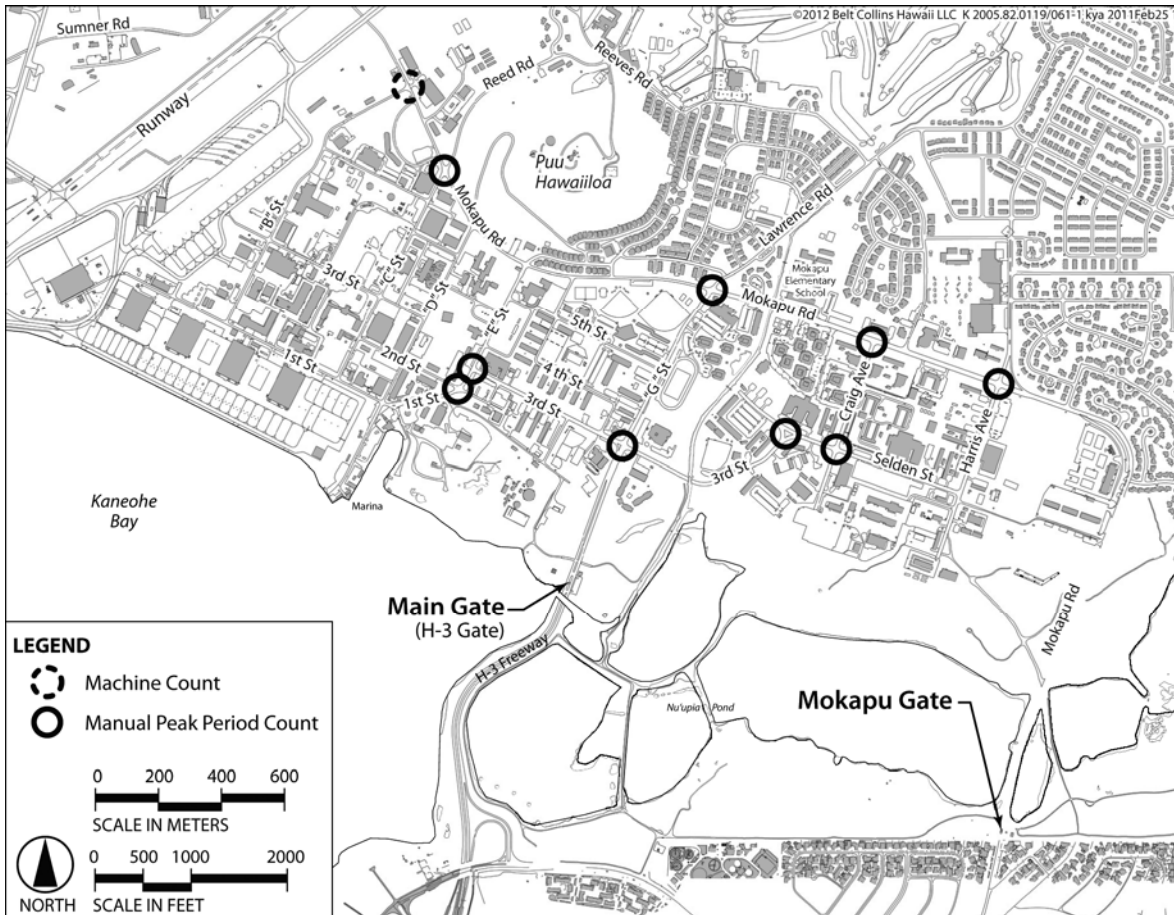 ©2012 Belt Collins Hawaii LLC K 2005.82.0119/061-1 kya 2011Feb25
Sumner Rd
Runway
Reed Rd
Reeves Rd
Puu
Hawaiiloa
Mokapu Rd
Lawrence Rd
"B" St
3rd St
"C" St
"D" St
"E" St
Mokapu
Elementary
School
Mokapu Rd
5th St
4th St
"G" St
2nd St
1st St
1st St
3rd St
Craig Ave
Harris Ave
3rd St
Selden St
Kaneohe
Bay
Marina
Main Gate
(H-3 Gate)
H-3 Freeway
Mokapu Rd
Nu'upia Pond
Mokapu Gate
LEGEND
Machine Count
Manual Peak Period Count
0 200 400 600
SCALE IN METERS
0 500 1000 2000
SCALE IN FEET
NORTH